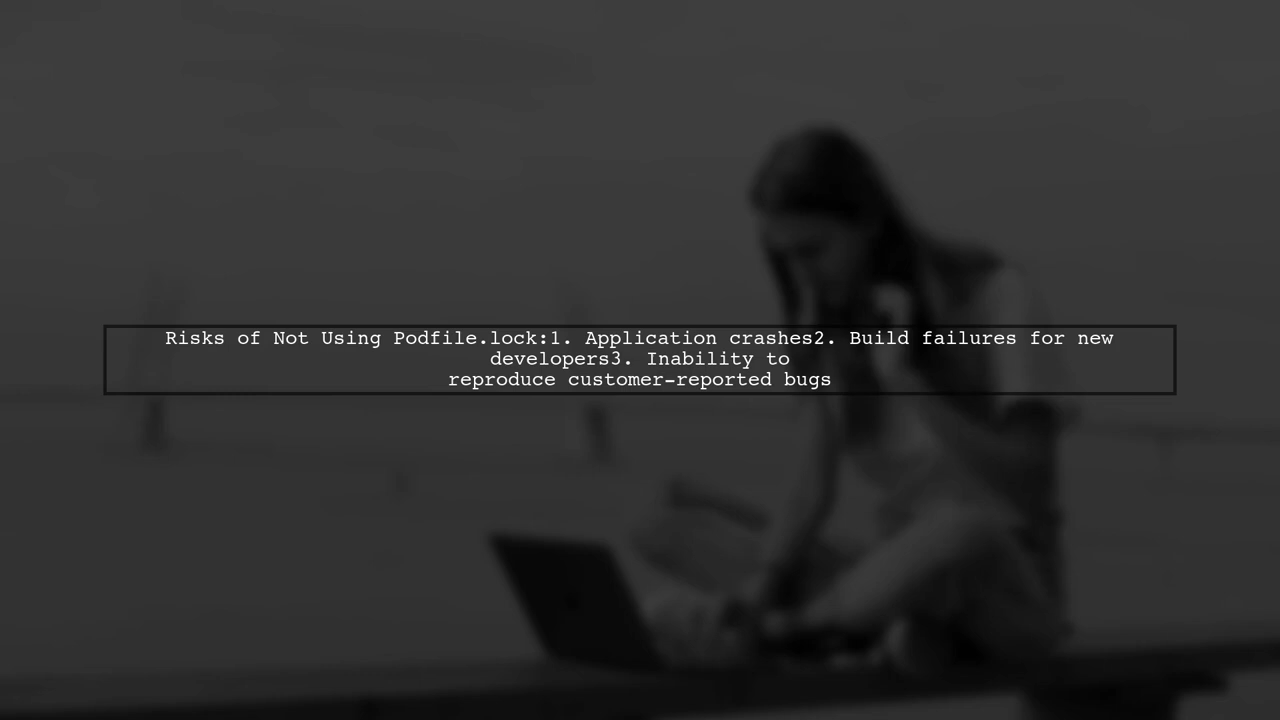 Risks of Not Using Podfile.lock:1. Application crashes2. Build failures for new
developers3. Inability to
reproduce customer-reported bugs